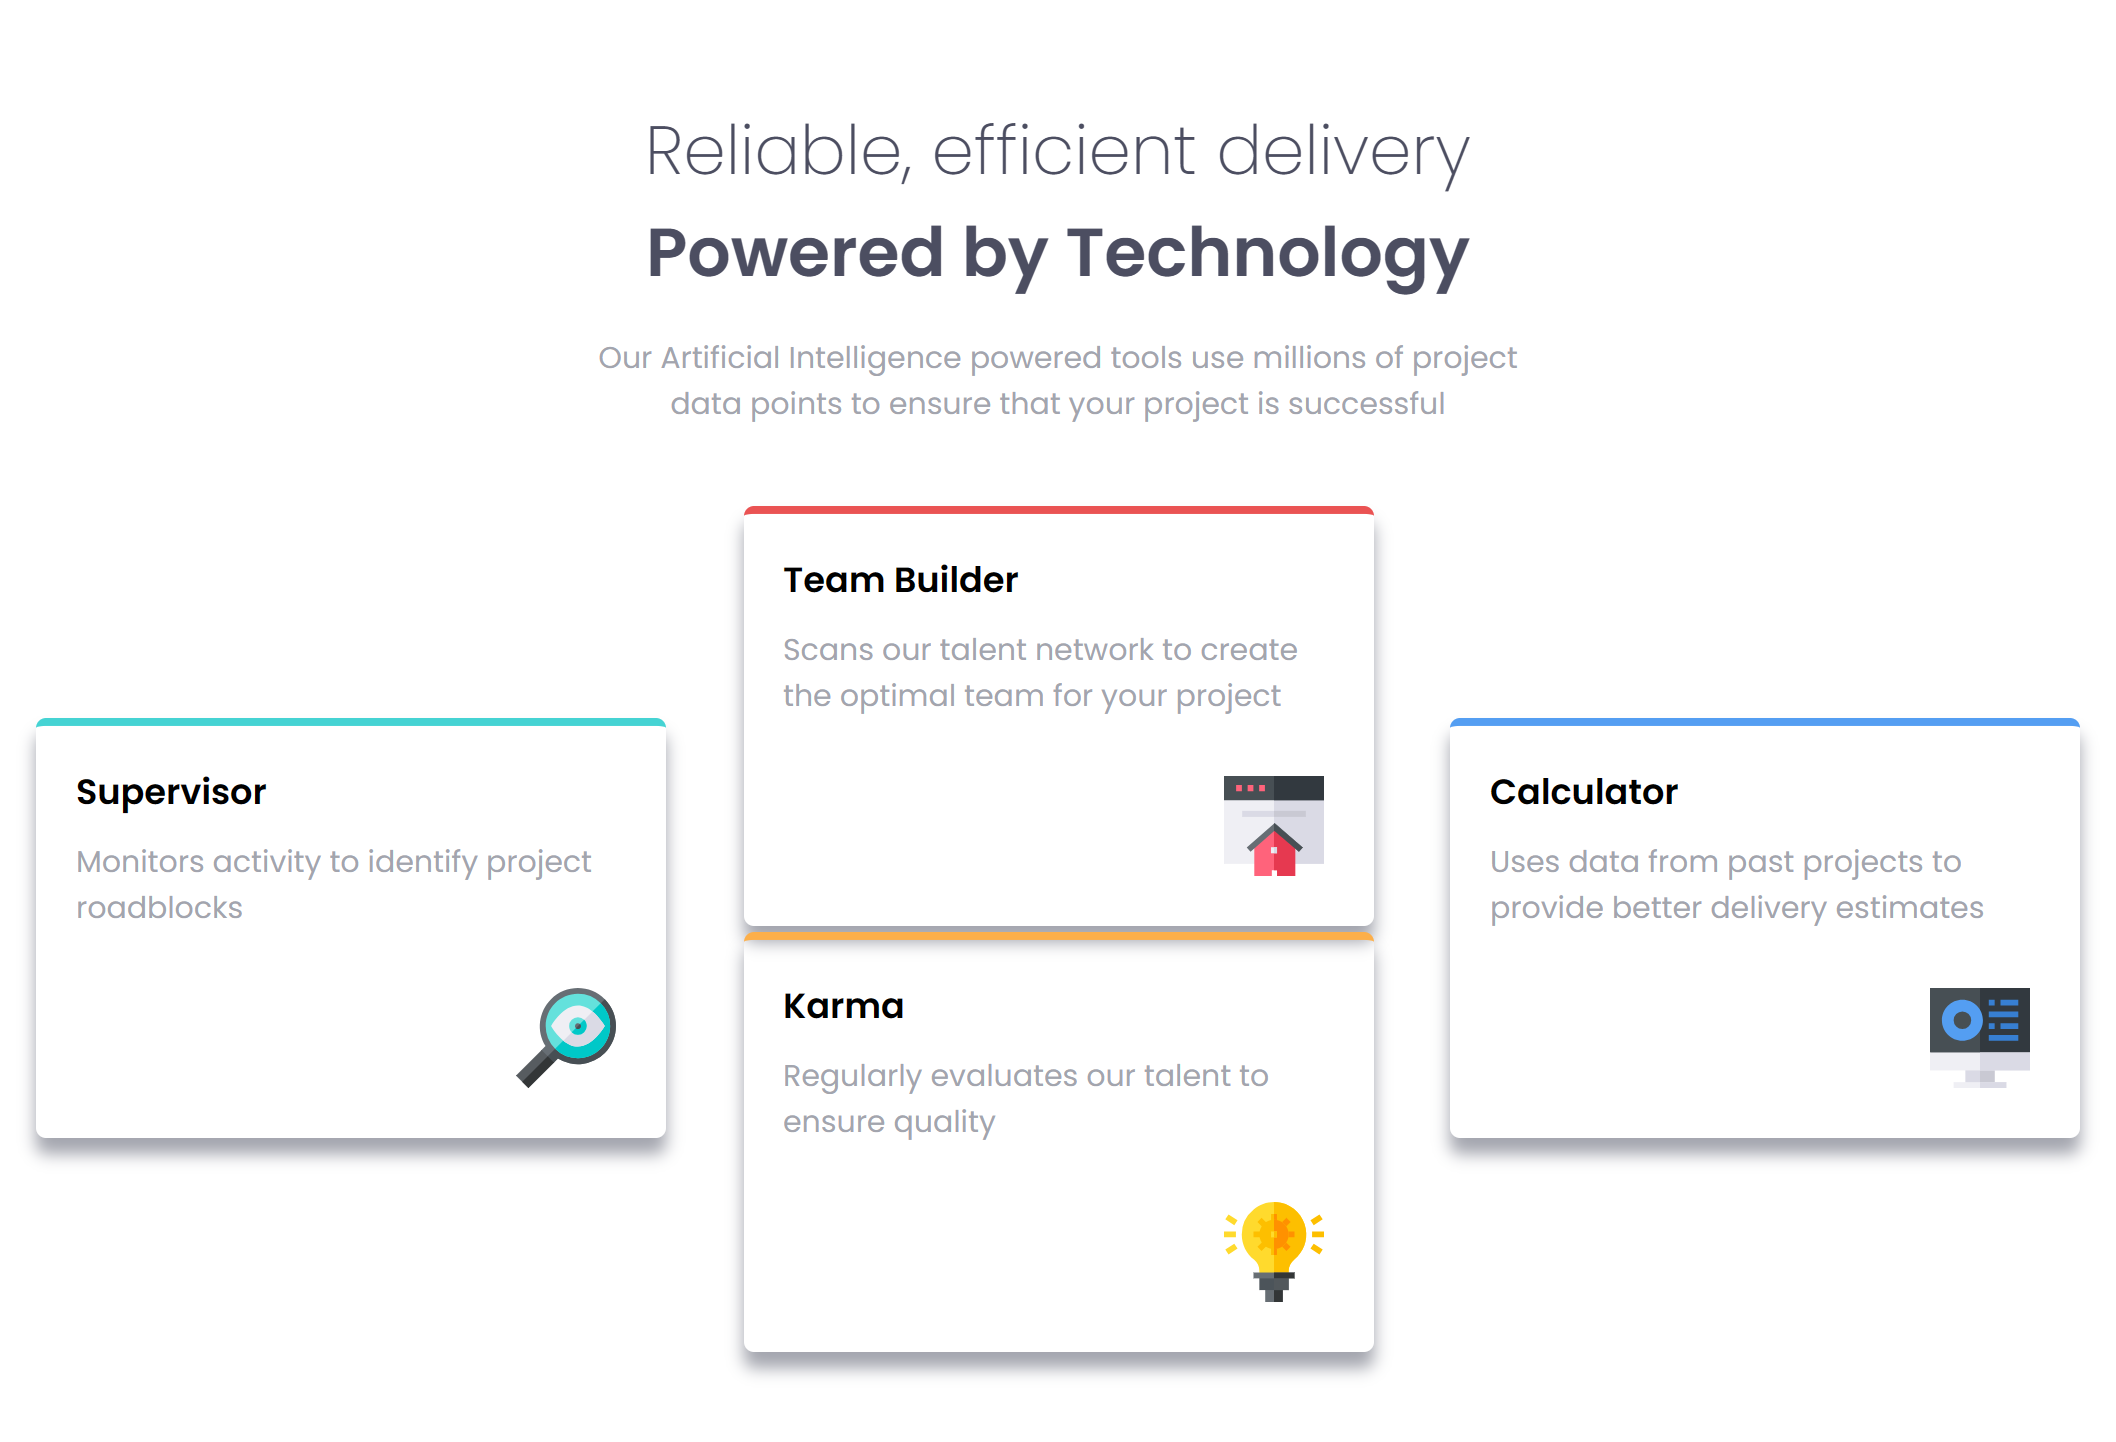 Reliable, efficient delivery
Powered by Technology
Our Artificial Intelligence powered tools use millions of project
data points to ensure that your project is successful
Supervisor
Monitors activity to identify project
roadblocks
Team Builder
Scans our talent network to create
the optimal team for your project
Karma
Regularly evaluates our talent to
ensure quality
Calculator
Uses data from past projects to
provide better delivery estimates